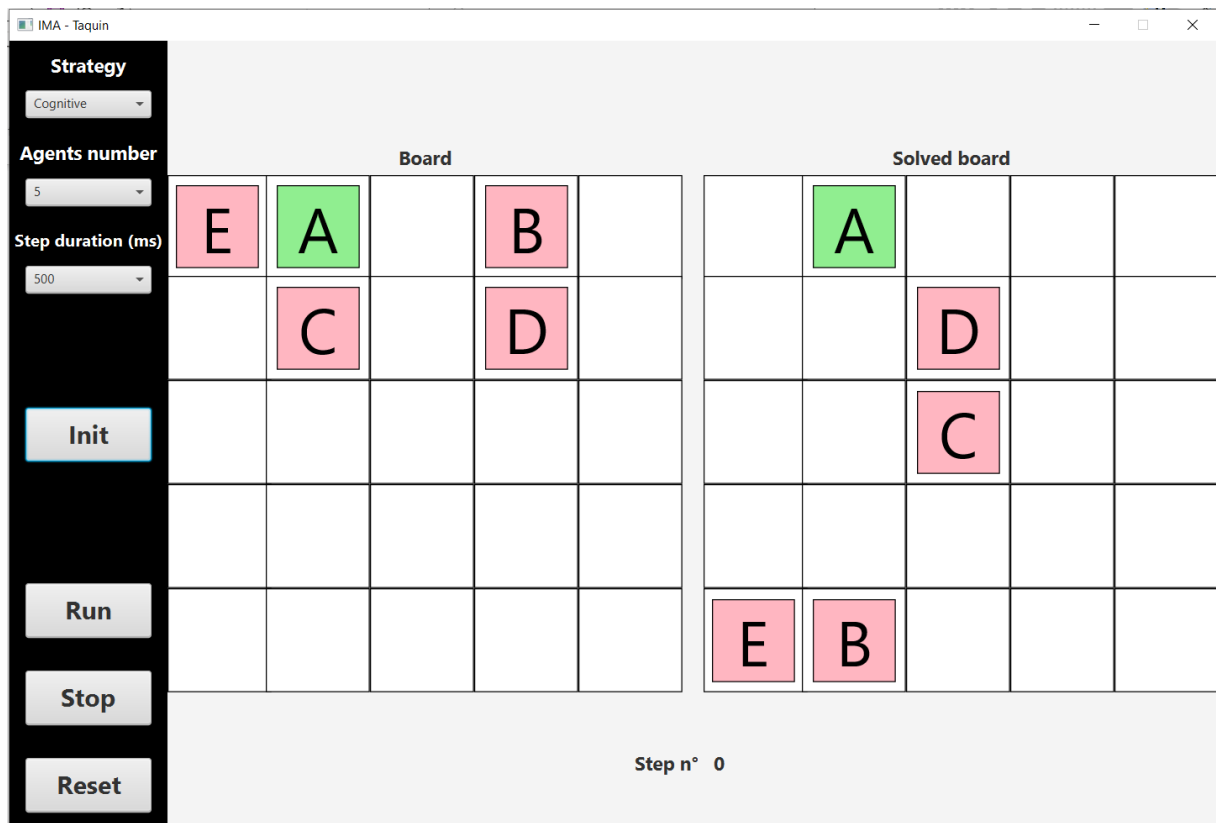 IMA - Taquin
Strategy
Cognitive
Agents number
5
Step duration (ms)
500
Init
Run
Stop
Reset
Board
E A B
C D
Solved board
A
D
C
E B
Step n° 0